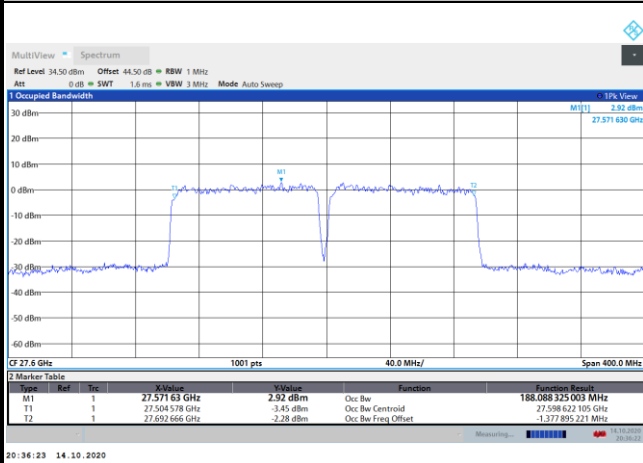 MultiView Spectrum
Ref Level 34.50 dBm Offset 44.50 dB RBW 1 MHz
Att 0 dB SWT 1.6 ms VBW 3 MHz Mode Auto Sweep
1 Occupied Bandwidth 1Pk View
M1[1] 2.92 dBm
27.571 630 GHz
30 dBm
20 dBm
10 dBm
M1
T1 T2
0 dBm
-10 dBm
-20 dBm
-30 dBm
-40 dBm
-50 dBm
-60 dBm
CF 27.6 GHz 1001 pts 40.0 MHz/ Span 400.0 MHz
2 Marker Table
Type Ref Trc X-Value Y-Value Function Function Result
M1 1 27.571 63 GHz 2.92 dBm Occ Bw 188.088 325 003 MHz
T1 1 27.504 578 GHz -3.45 dBm Occ Bw Centroid 27.598 622 105 GHz
T2 1 27.692 666 GHz -2.28 dBm Occ Bw Freq Offset -1.377 895 221 MHz
Measuring... 14.10.2020
20:36:22
20:36:23 14.10.2020